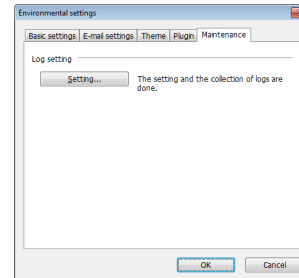 Environmental settings
Basic settings E-mail settings Theme Plugin Maintenance
Log setting
Setting... The setting and the collection of logs are
done.
OK Cancel